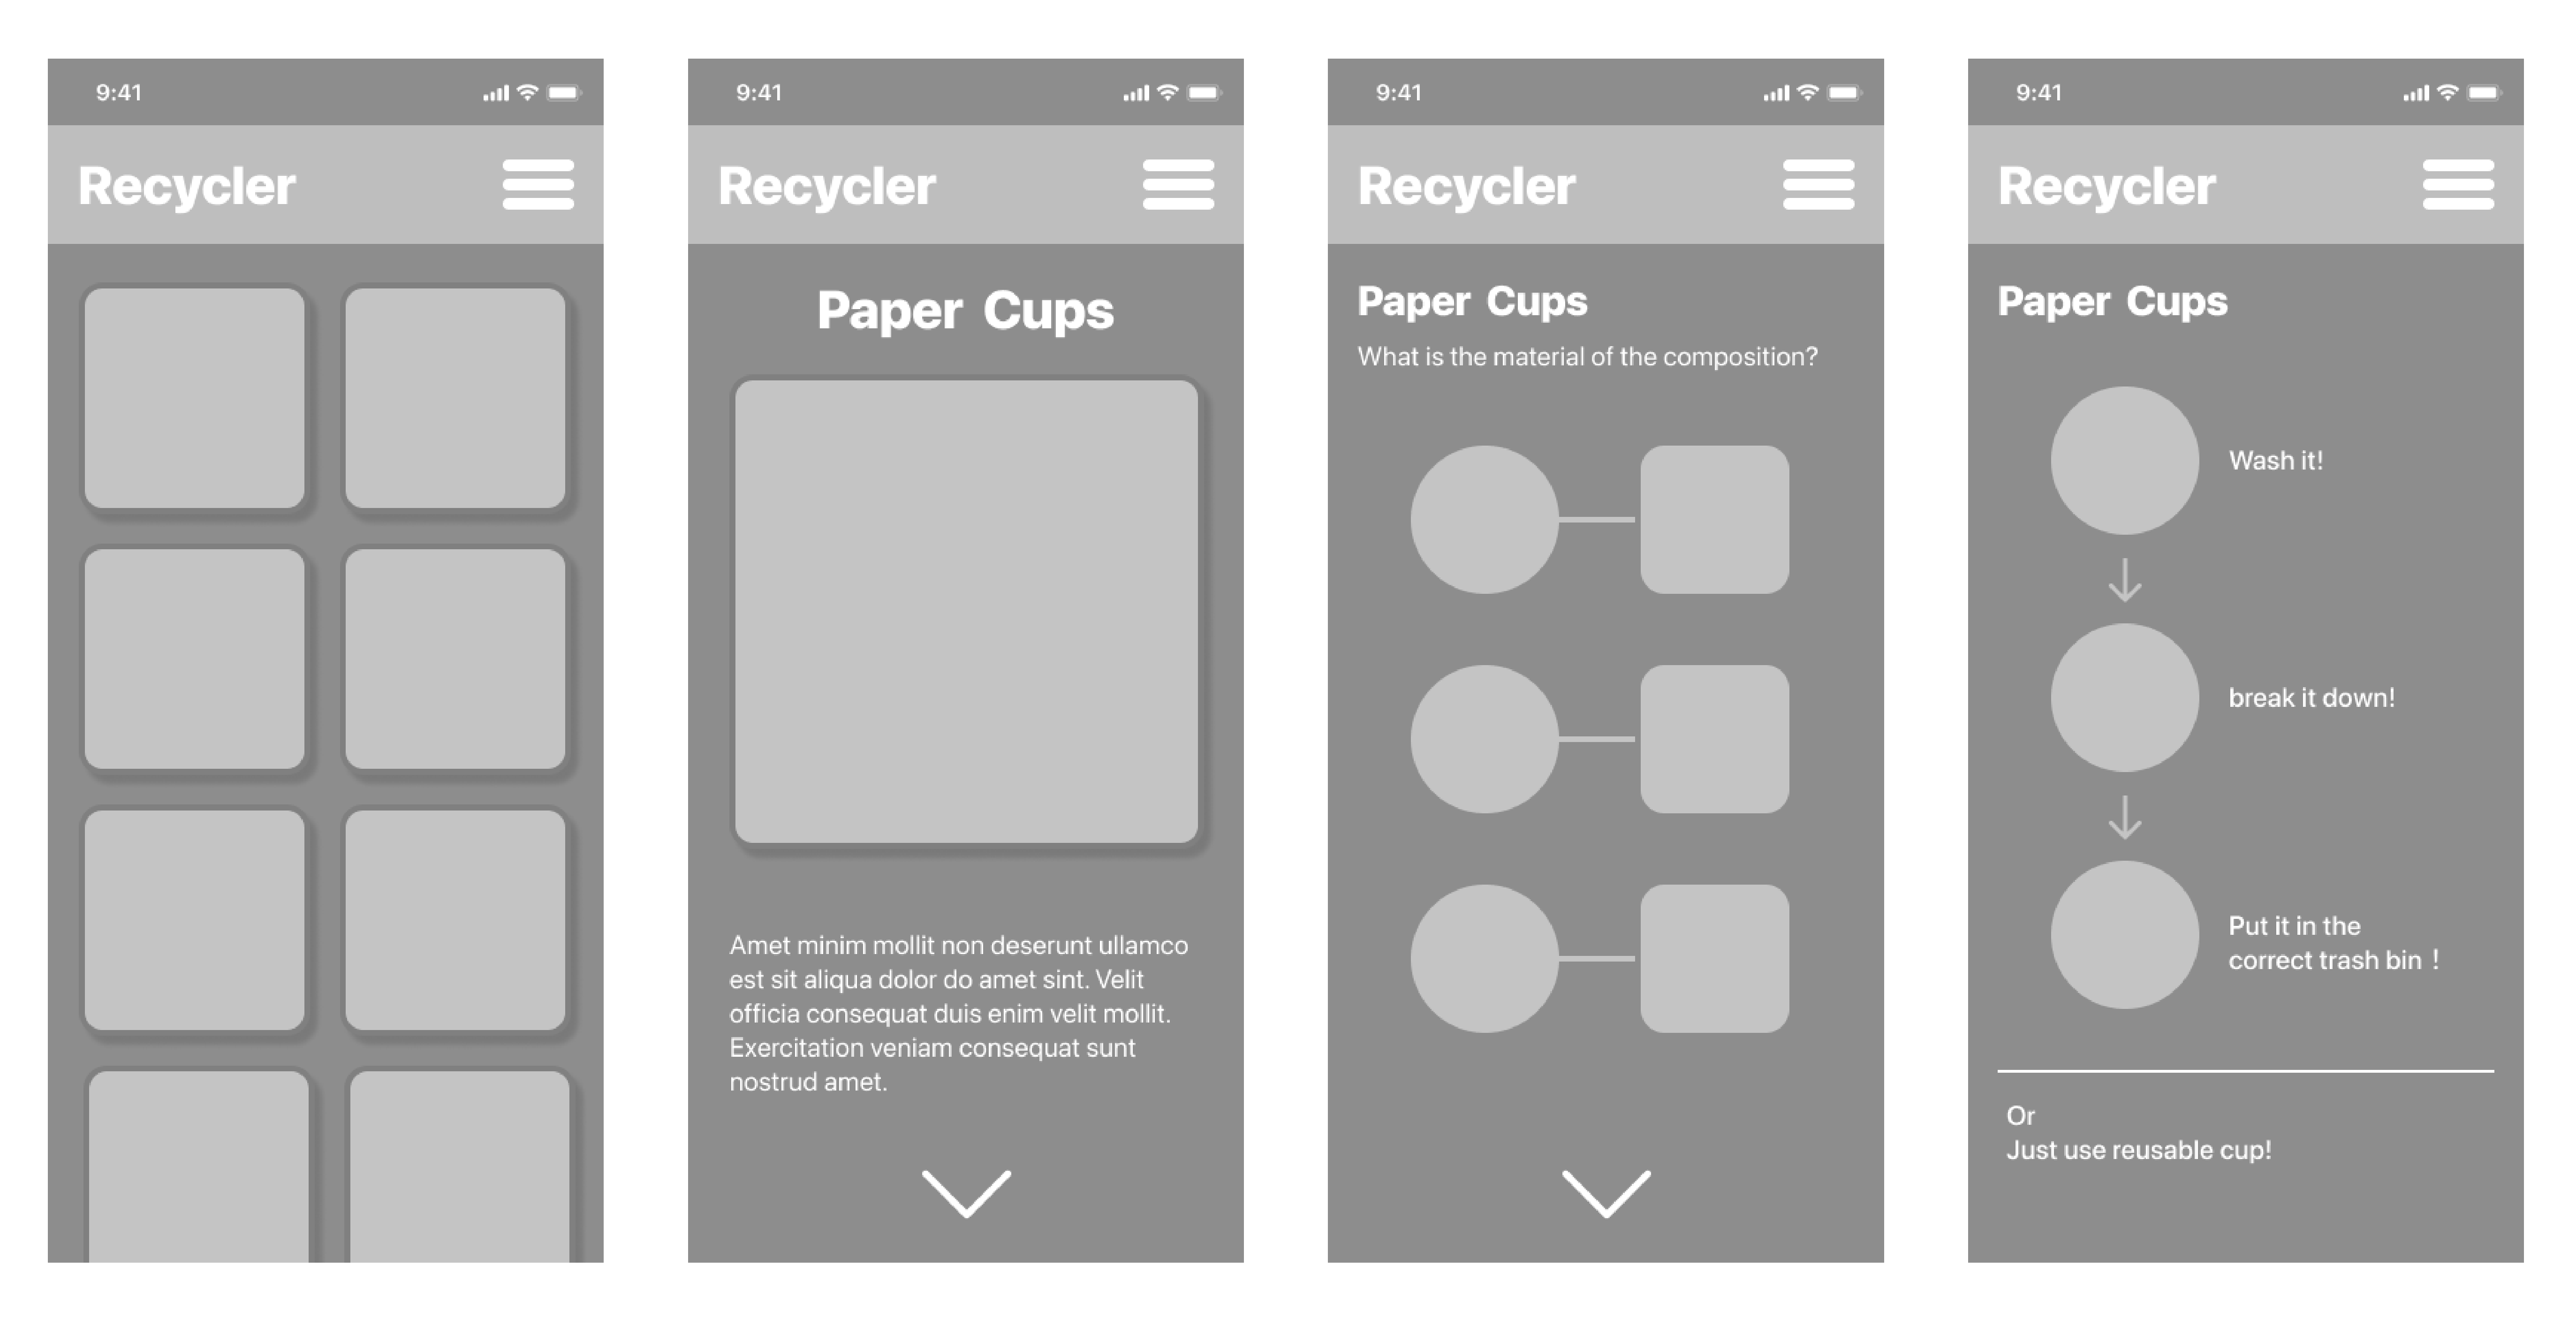 9:41
Recycler
9:41
Recycler
Paper Cups
Amet minim mollit non deserunt ullamco
est sit aliqua dolor do amet sint. Velit
officia consequat duis enim velit mollit.
Exercitation veniam consequat sunt
nostrud amet.
9:41
Recycler
Paper Cups
What is the material of the composition?
9:41
Recycler
Paper Cups
Wash it!
break it down!
Put it in the
correct trash bin !
Or
Just use reusable cup!